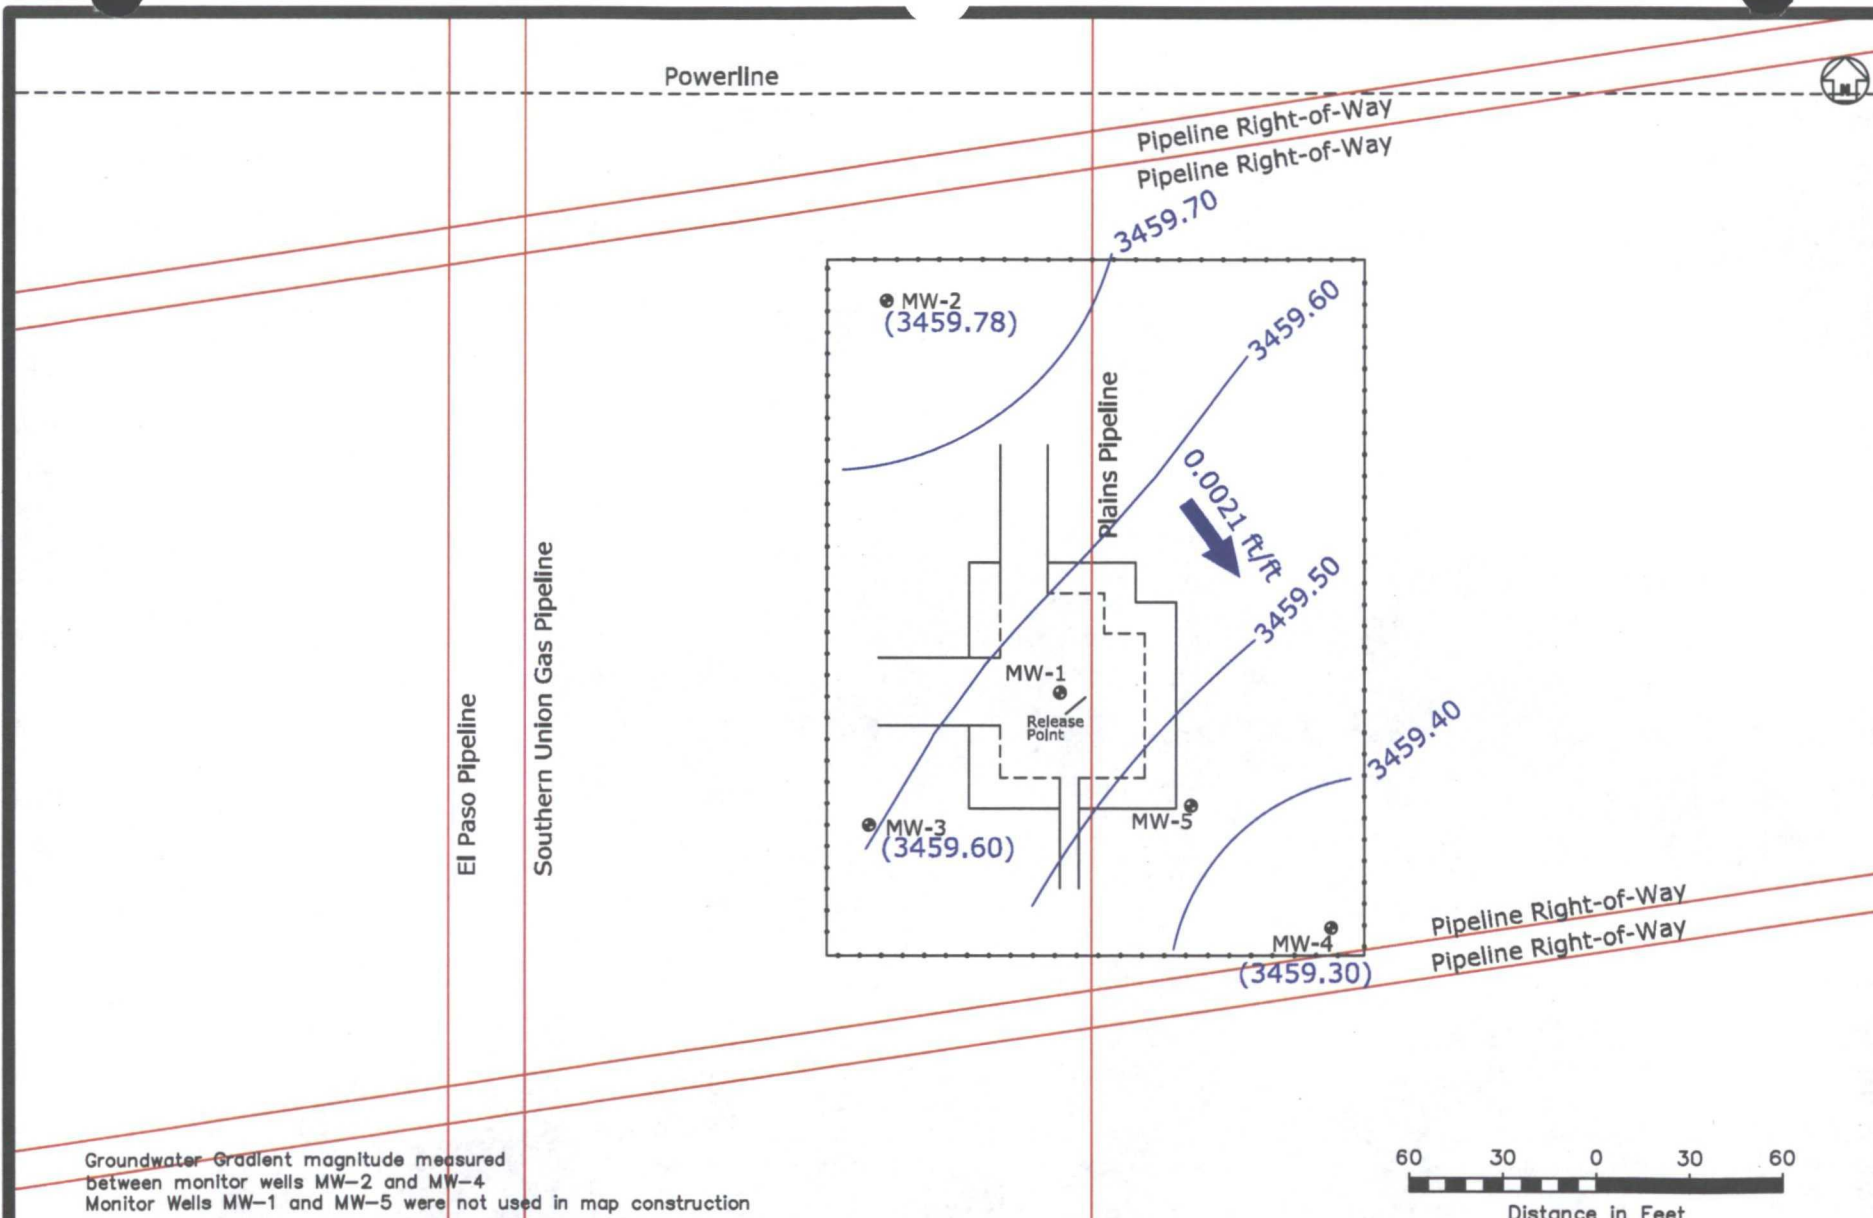 Powerline
N
Pipeline Right-of-Way
Pipeline Right-of-Way
3459.70
MW-2
(3459.78)
3459.60
Plains Pipeline
0.0021 ft/ft
3459.50
El Paso Pipeline
Southern Union Gas Pipeline
MW-1
Release
Point
3459.40
MW-3
(3459.60)
MW-5
MW-4
(3459.30)
Pipeline Right-of-Way
Pipeline Right-of-Way
Groundwater Gradient magnitude measured
between monitor wells MW-2 and MW-4
Monitor Wells MW-1 and MW-5 were not used in map construction
60 30 0 30 60
Distance in Feet